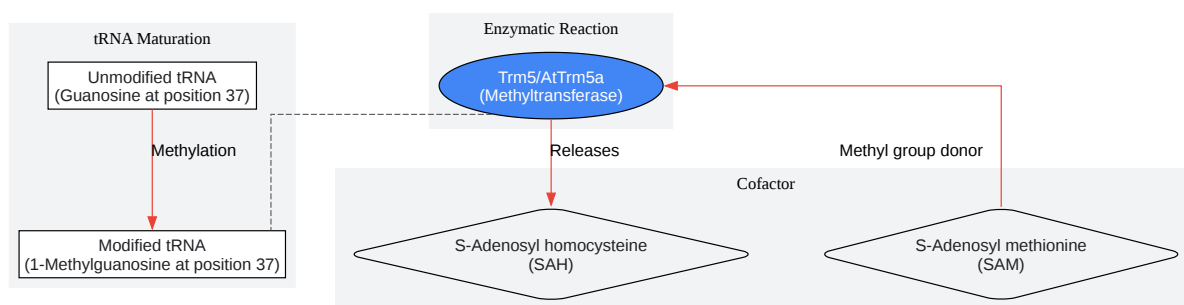 tRNA Maturation
Unmodified tRNA
(Guanosine at position 37)
Methylation
Modified tRNA
(1-Methylguanosine at position 37)
Enzymatic Reaction
Trm5/AtTrm5a
(Methyltransferase)
Releases
Methyl group donor
Cofactor
S-Adenosyl homocysteine
(SAH)
S-Adenosyl methionine
(SAM)